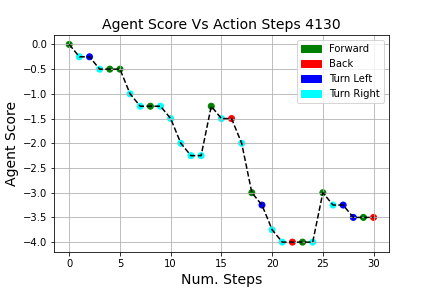 Agent Score Vs Action Steps 4130
Agent Score
0.0
−0.5
−1.0
−1.5
−2.0
−2.5
−3.0
−3.5
−4.0
Forward
Back
Turn Left
Turn Right
0 5 10 15 20 25 30
Num. Steps